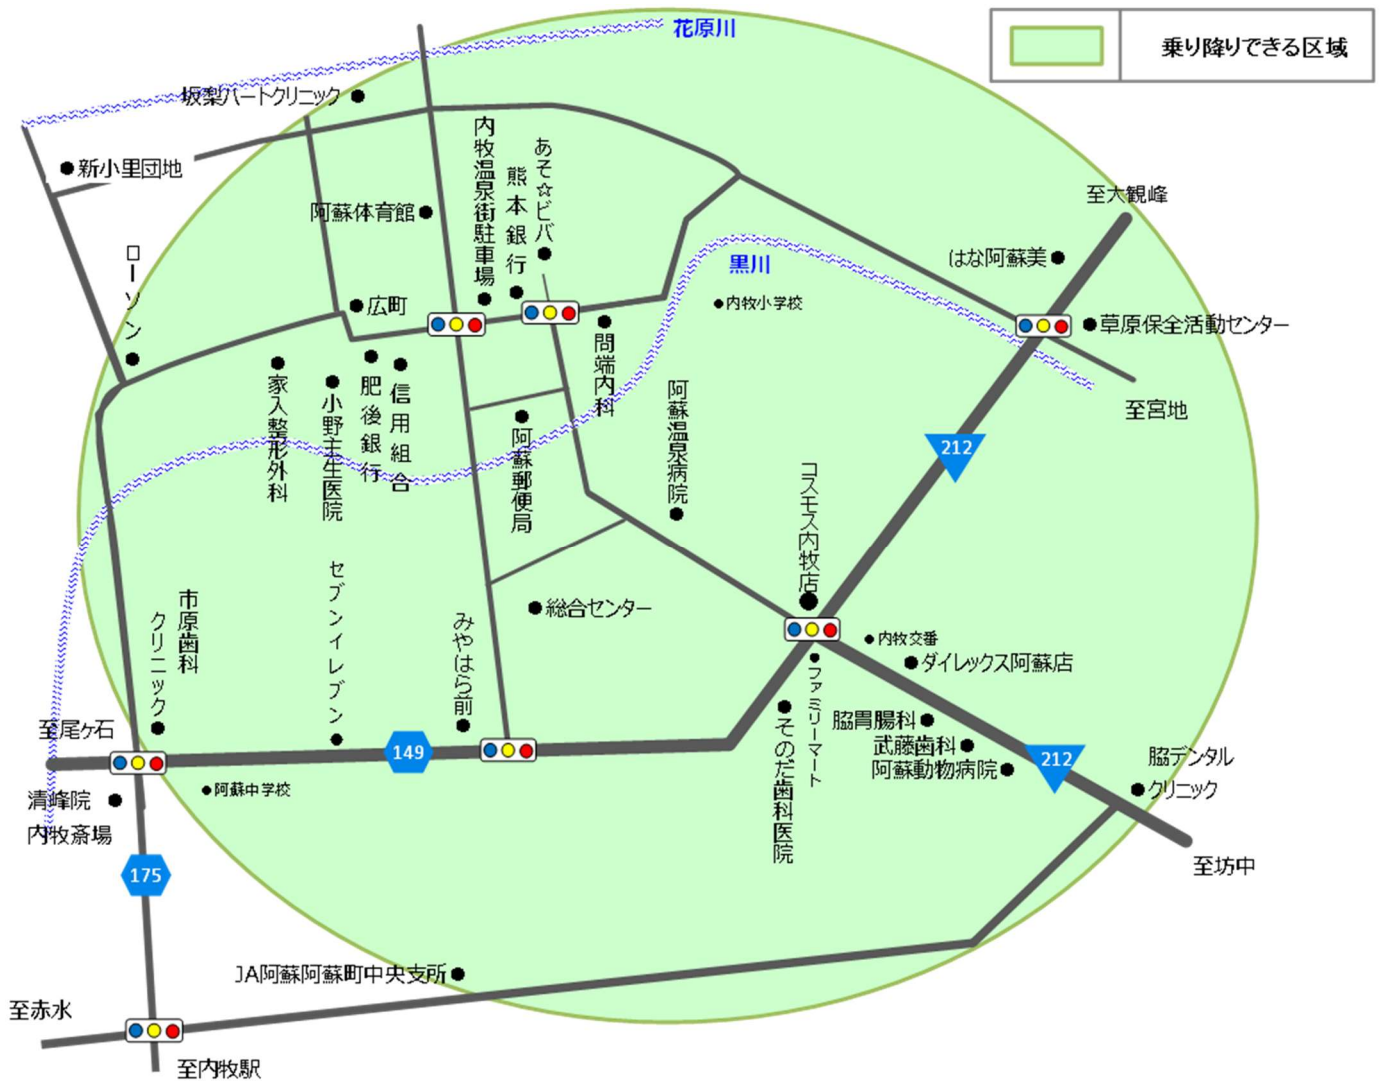 花原川
乗り降りできる区域
坂梨ハートクリニック
新小里団地
ローソン
阿蘇体育館
内牧温泉街駐車場
熊本銀行
あそ☆ビバ
広町
至大観峰
はな阿蘇美
黒川
内牧小学校
草原保全活動センター
至宮地
家入整形外科
小野主生医院
肥後銀行
信用組合
阿蘇郵便局
問端内科
阿蘇温泉病院
212
コスモス内牧店
セブンイレブン
市原歯科
クリニック
みやはら前
総合センター
内牧交番
ダイレックス阿蘇店
ファミリーマート
そのだ歯科医院
脇胃腸科
武藤歯科
阿蘇動物病院
212
脇デンタル
クリニック
至坊中
至尾ヶ石
149
清峰院
内牧斎場
阿蘇中学校
175
JA阿蘇阿蘇町中央支所
至赤水
至内牧駅